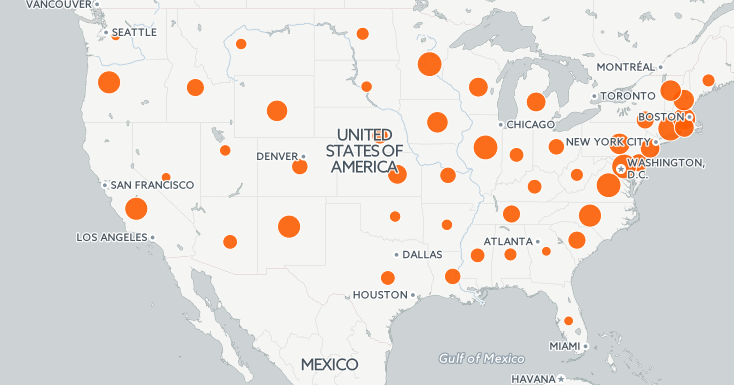 VANCOUVER
SEATTLE
MONTRÉAL
TORONTO
BOSTON
CHICAGO
UNITED
STATES OF
AMERICA
NEW YORK CITY
DENVER
WASHINGTON,
D.C.
SAN FRANCISCO
LOS ANGELES
ATLANTA
DALLAS
HOUSTON
MIAMI
Gulf of Mexico
MEXICO
HAVANA